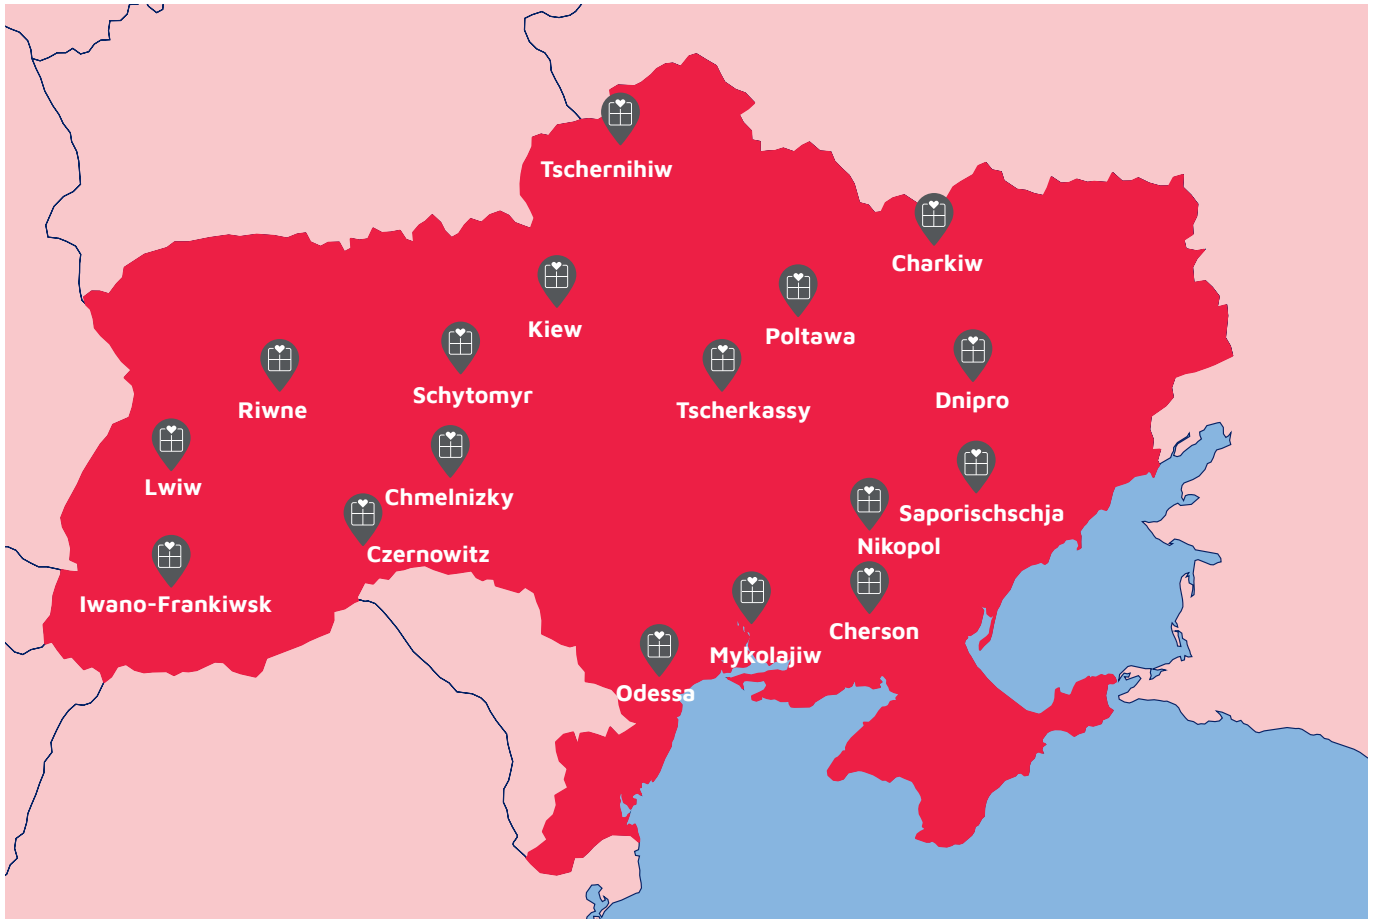 Tschernihiw
Charkiw
Kiew
Poltawa
Schytomyr
Dnipro
Riwne
Tscherkassy
Lwiw
Chmelnizky
Saporischschja
Nikopol
Czernowitz
Iwano-Frankiwsk
Cherson
Mykolajiw
Odessa